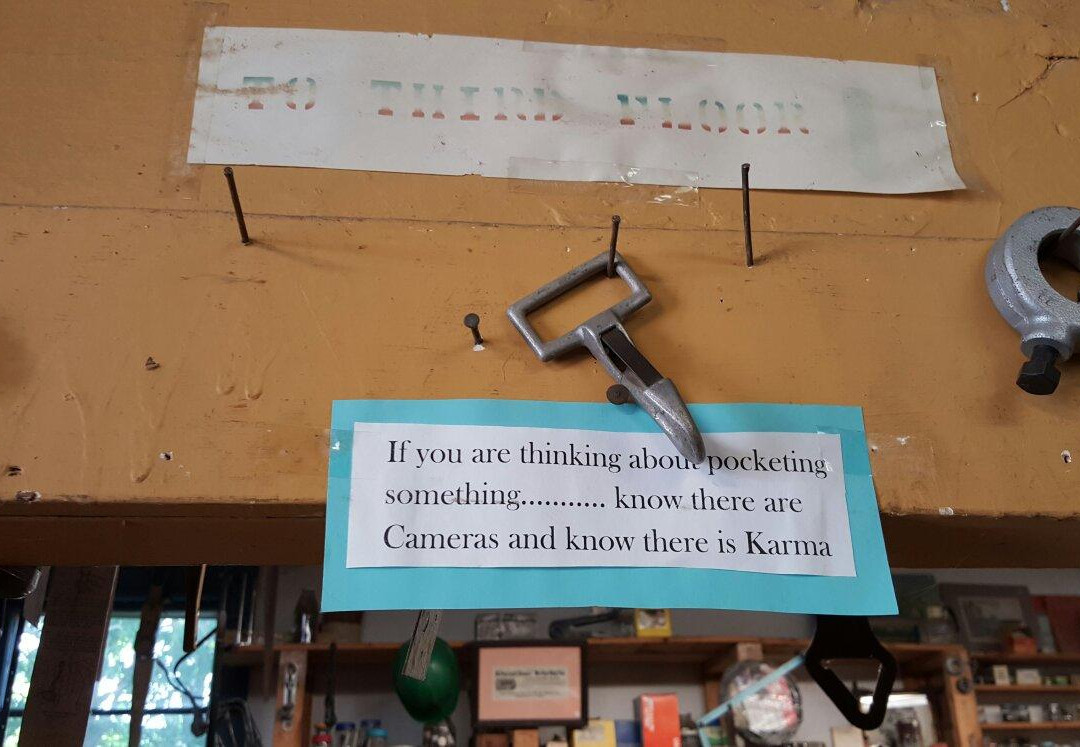 TO THIRD FLOOR
If you are thinking about pocketing
something........... know there are
Cameras and know there is Karma